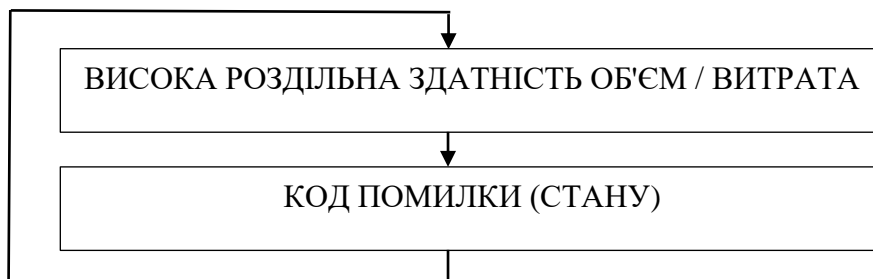 ВИСОКА РОЗДІЛЬНА ЗДАТНІСТЬ ОБ'ЄМ / ВИТРАТА
КОД ПОМИЛКИ (СТАНУ)